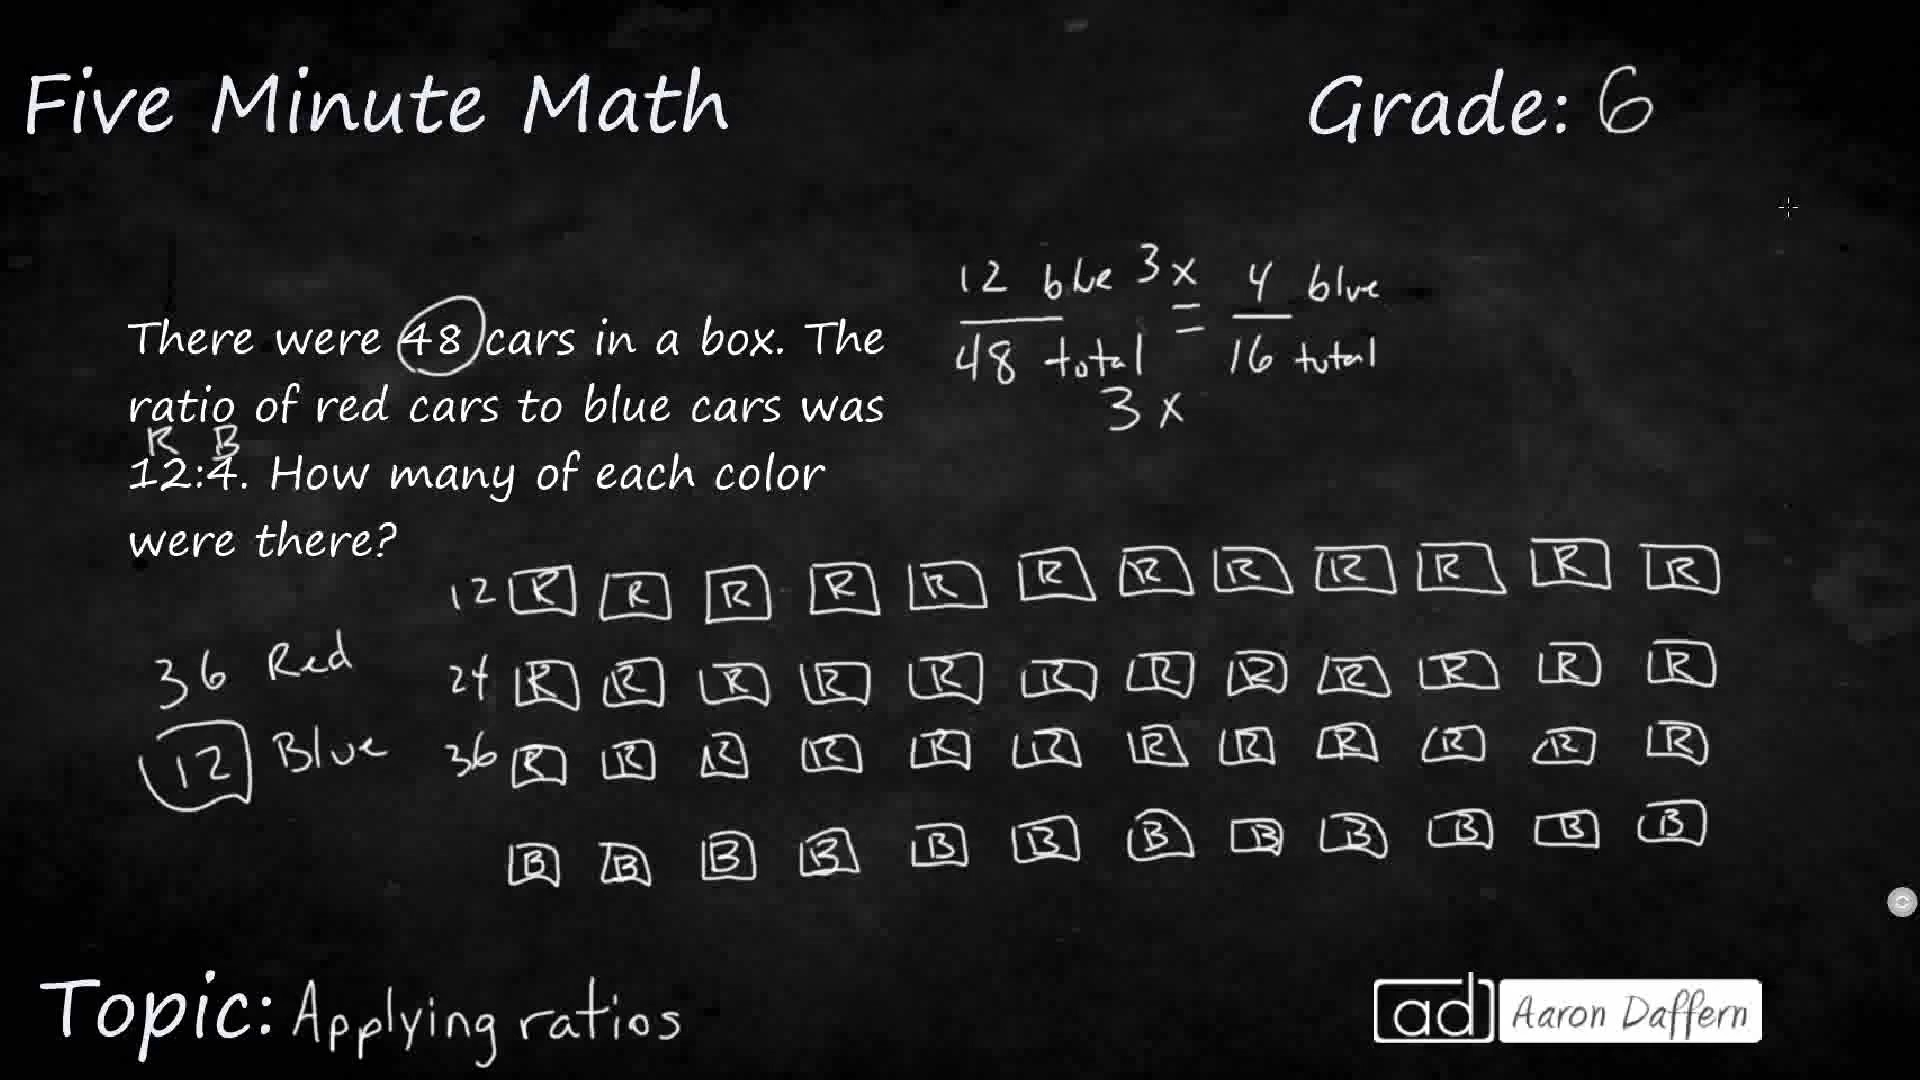 Five Minute Math
Grade: 6
There were 48 cars in a box. The
ratio of red cars to blue cars was
R B
12:4. How many of each color
were there?
12 blue 3x = 4 blue
48 total 16 total
3x
12 R R R R R R R R R R R R
24 R R R R R R R R R R R R
36 R R R R R R R R R R R R
B B B B B B B B B B B B
36 Red
12 Blue
Topic: Applying ratios
ad Aaron Daffern